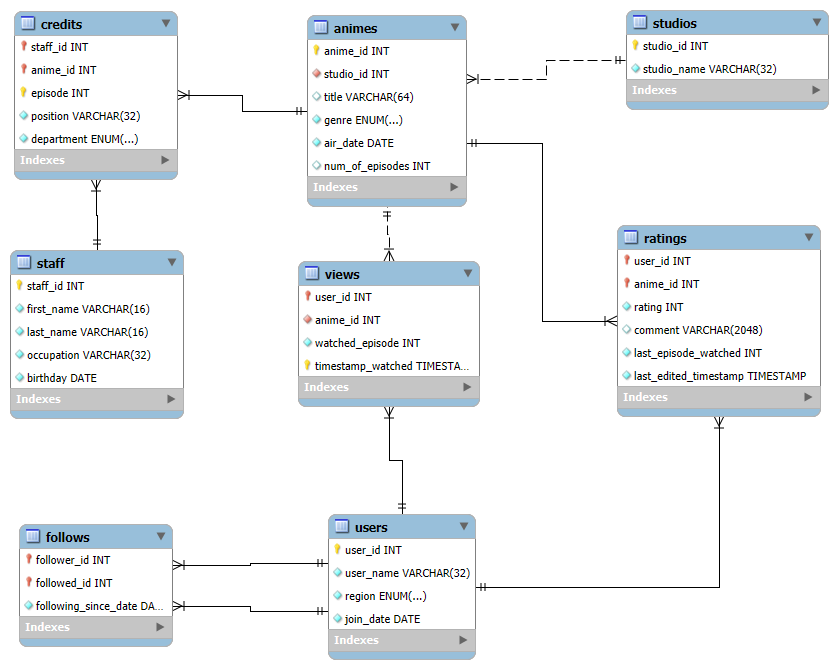 credits
staff_id INT
anime_id INT
episode INT
position VARCHAR(32)
department ENUM(...)
Indexes
animes
anime_id INT
studio_id INT
title VARCHAR(64)
genre ENUM(...)
air_date DATE
num_of_episodes INT
Indexes
studios
studio_id INT
studio_name VARCHAR(32)
Indexes
staff
staff_id INT
first_name VARCHAR(16)
last_name VARCHAR(16)
occupation VARCHAR(32)
birthday DATE
Indexes
views
user_id INT
anime_id INT
watched_episode INT
timestamp_watched TIMESTA...
Indexes
ratings
user_id INT
anime_id INT
rating INT
comment VARCHAR(2048)
last_episode_watched INT
last_edited_timestamp TIMESTAMP
Indexes
follows
follower_id INT
followed_id INT
following_since_date DA...
Indexes
users
user_id INT
user_name VARCHAR(32)
region ENUM(...)
join_date DATE
Indexes